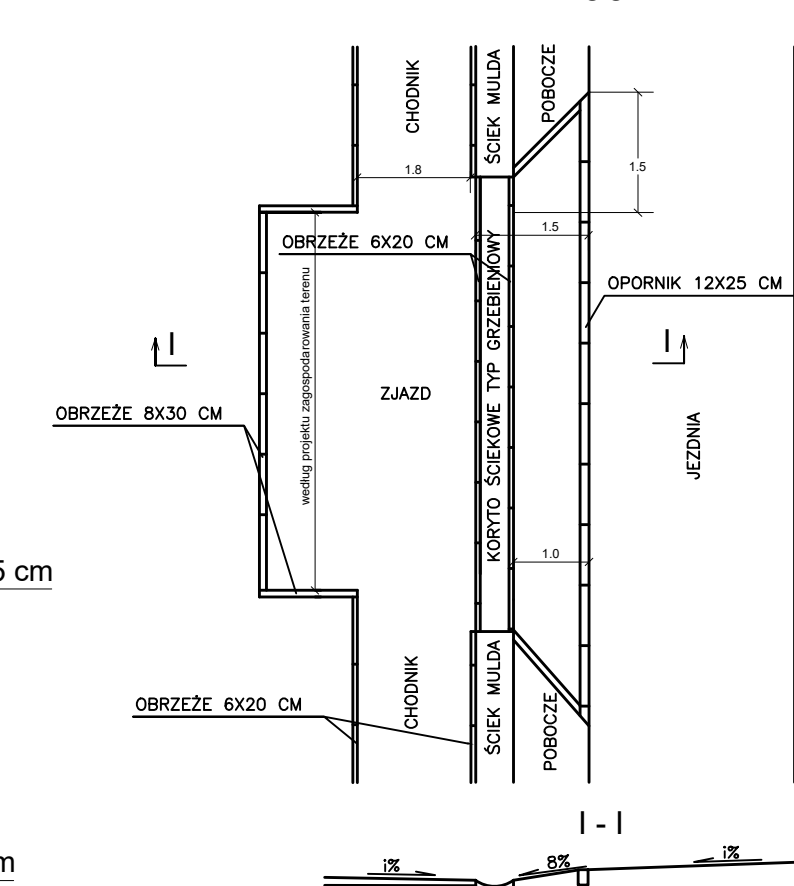 CHODNIK
ŚCIEK MULDA
POBOCZE
1.8
1.5
1.5
OBRZEŻE 6X20 CM
KORYTO ŚCIEKOWE TYP GRZEBIENIOWY
OPORNIK 12X25 CM
według projektu zagospodarowania terenu
I
I
ZJAZD
OBRZEŻE 8X30 CM
JEZDNIA
1.0
5 cm
CHODNIK
ŚCIEK MULDA
POBOCZE
OBRZEŻE 6X20 CM
I - I
m
i%
8%
i%